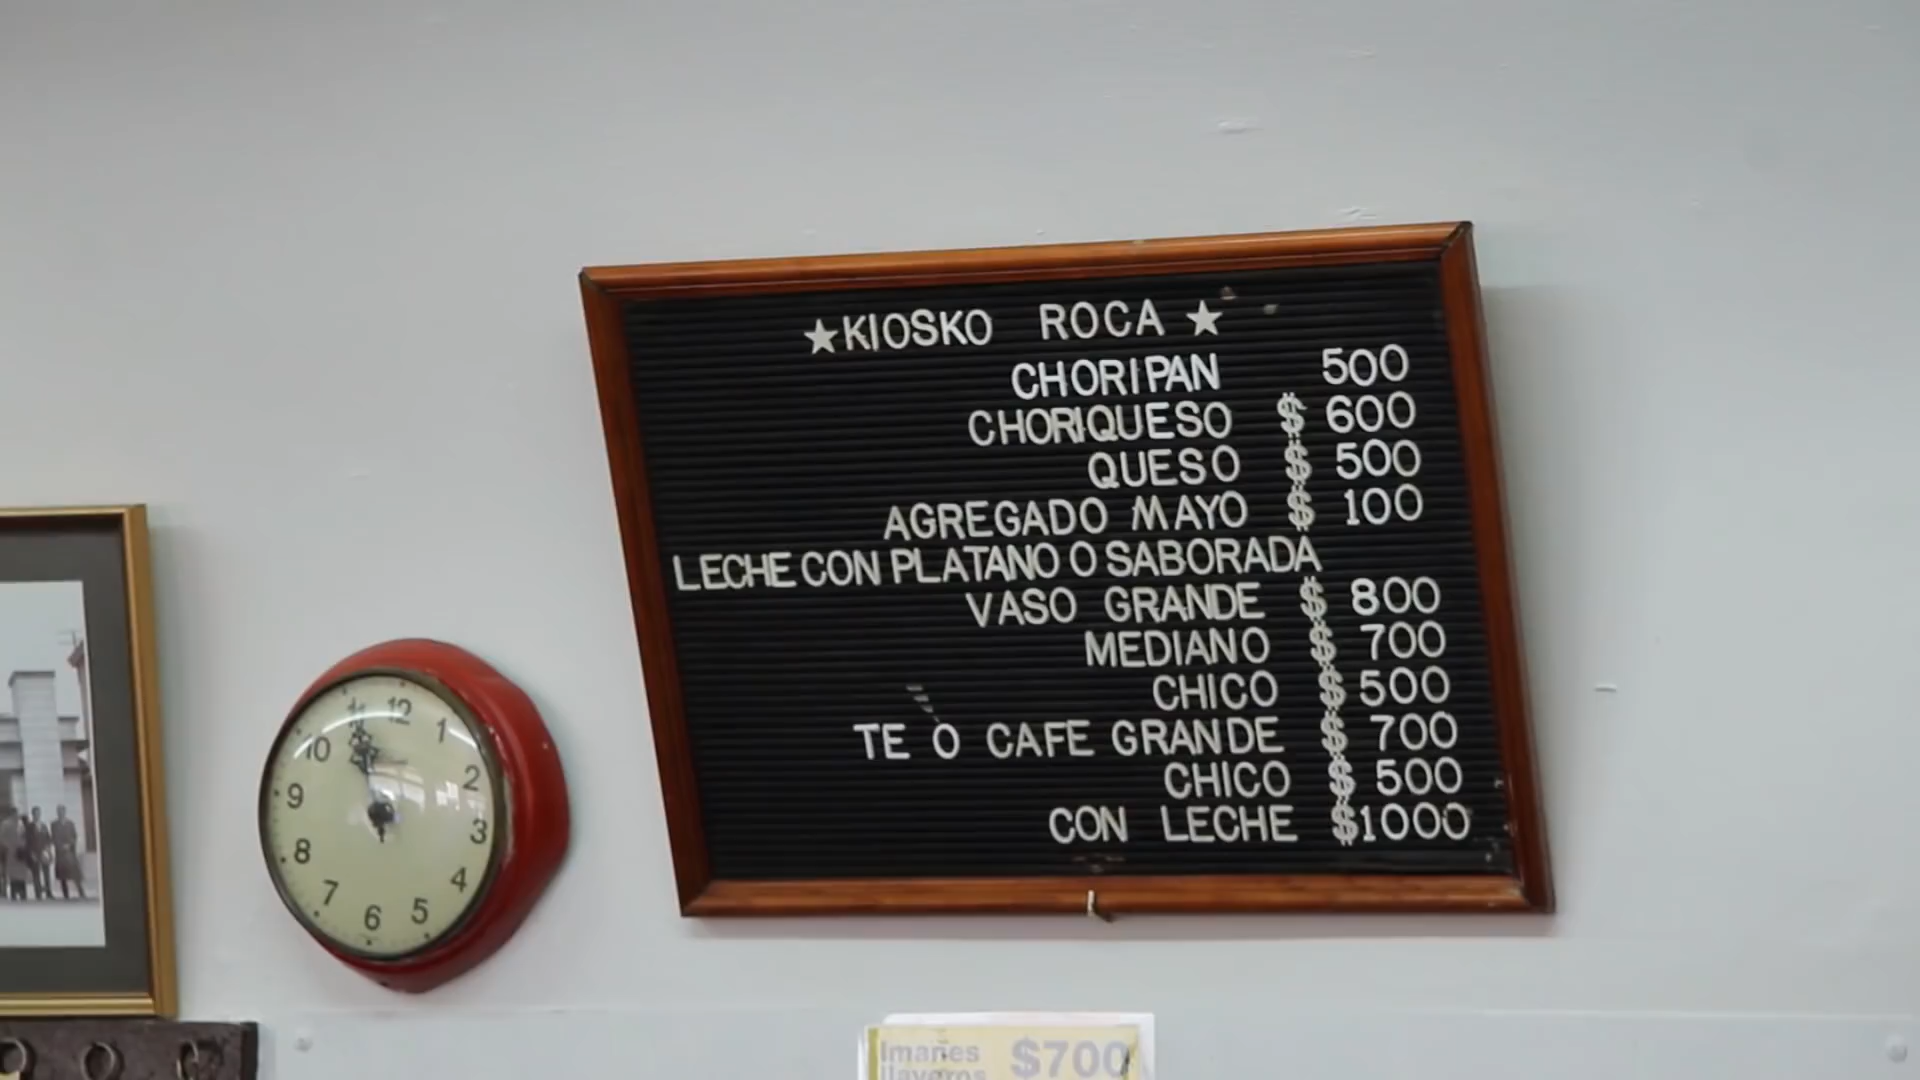 ★KIOSKO ROCA★
CHORIPAN 500
CHORIQUESO $ 600
QUESO $ 500
AGREGADO MAYO $ 100
LECHE CON PLATANO O SABORADA
VASO GRANDE $ 800
MEDIANO $ 700
CHICO $ 500
TE O CAFE GRANDE $ 700
CHICO $ 500
CON LECHE $1000
12
1
2
3
4
5
6
7
8
9
10
11
Imanes $700
llaveros